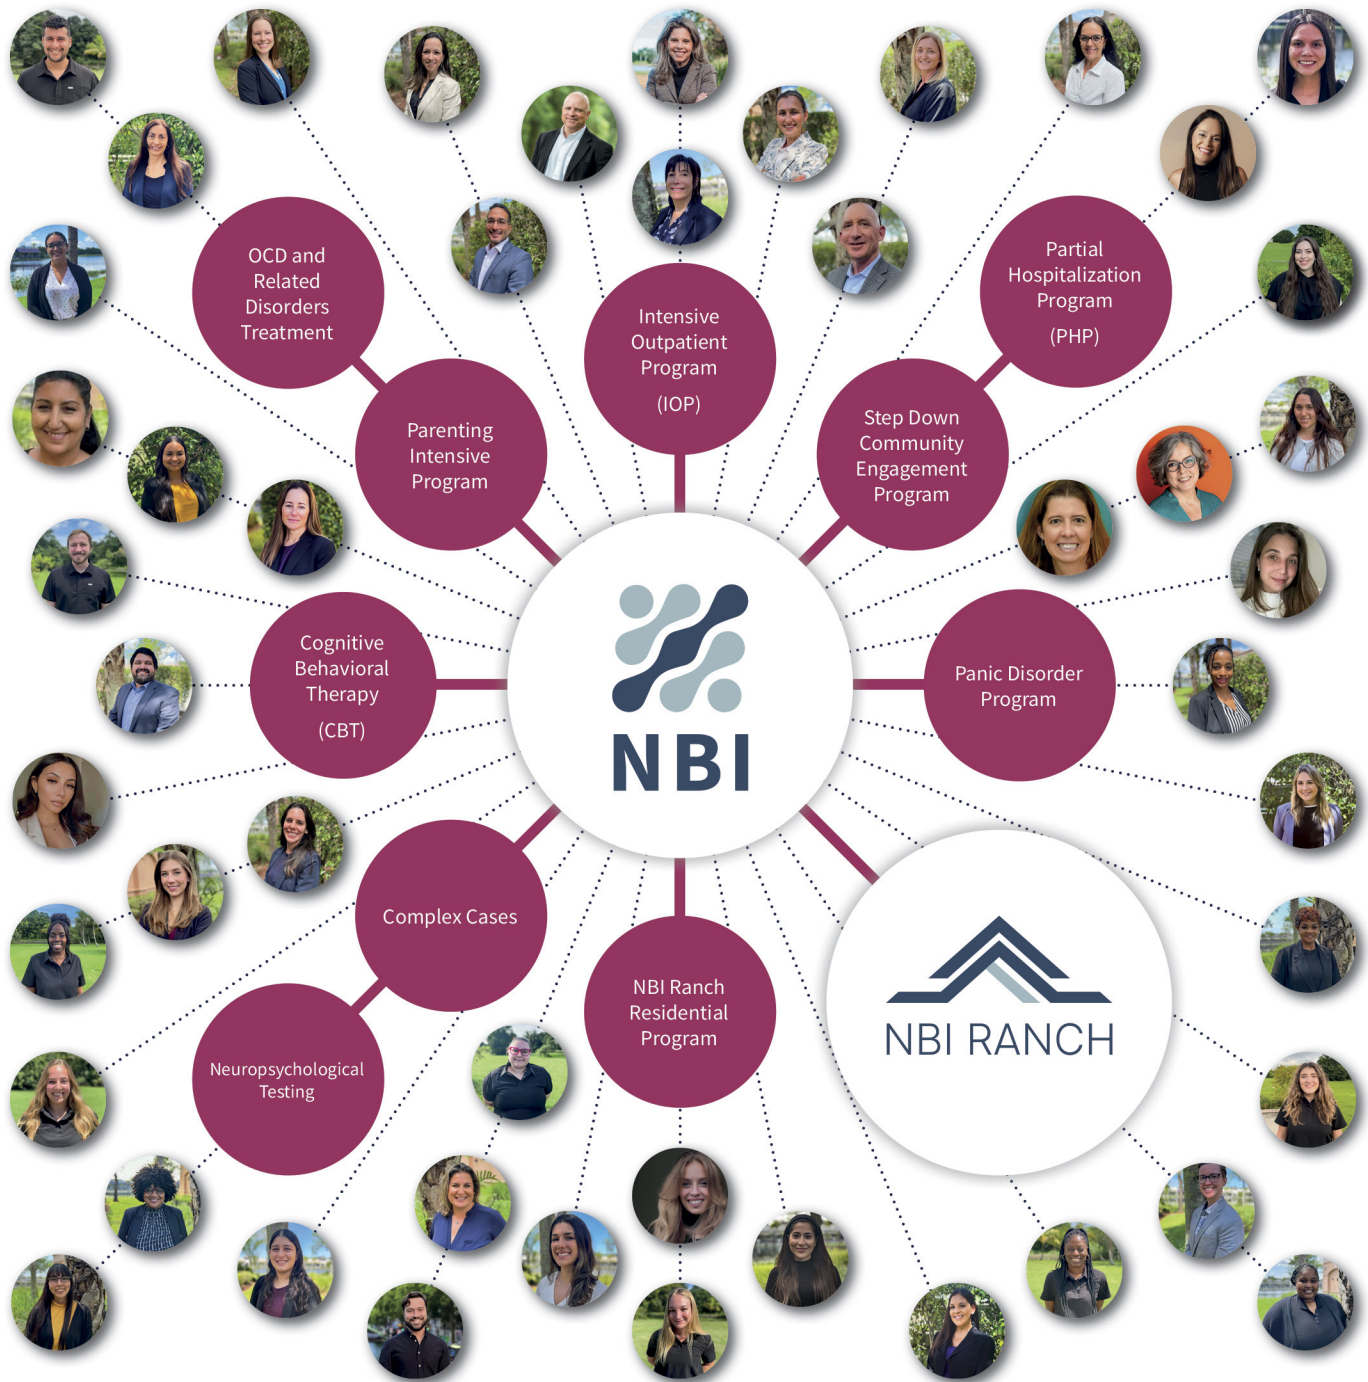 OCD and
Related
Disorders
Treatment
Parenting
Intensive
Program
Intensive
Outpatient
Program
(IOP)
Step Down
Community
Engagement
Program
Partial
Hospitalization
Program
(PHP)
Cognitive
Behavioral
Therapy
(CBT)
NBI
Panic Disorder
Program
Complex Cases
Neuropsychological
Testing
NBI Ranch
Residential
Program
NBI RANCH